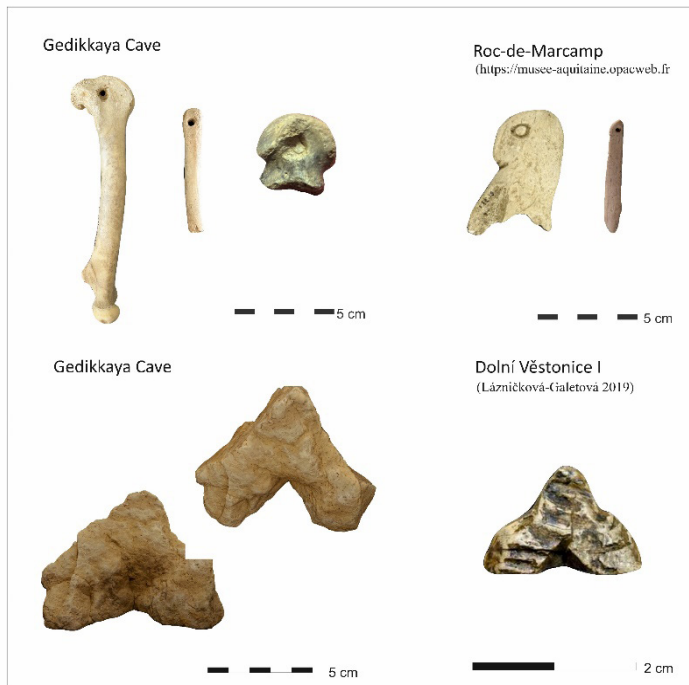 Gedikkaya Cave
Roc-de-Marcamp
(https://musee-aquitaine.opacweb.fr
5 cm
5 cm
Gedikkaya Cave
Dolní Věstonice I
(Lázničková-Galetová 2019)
5 cm
2 cm